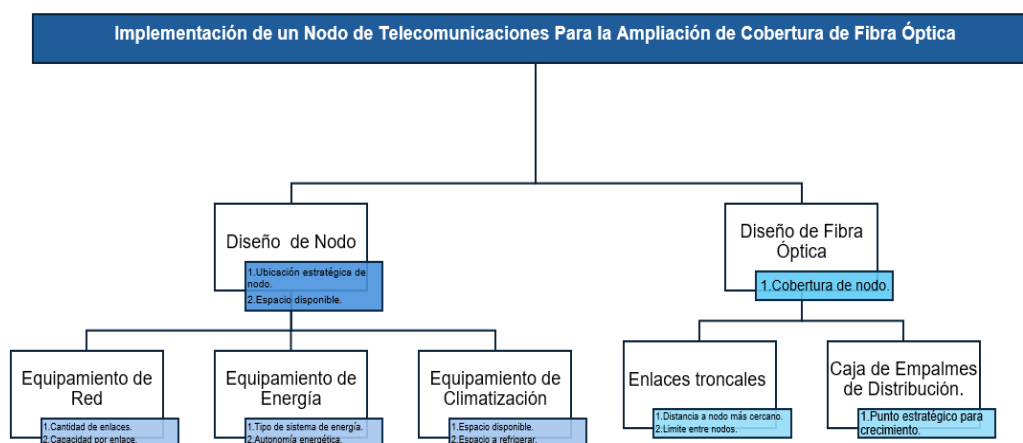 Implementación de un Nodo de Telecomunicaciones Para la Ampliación de Cobertura de Fibra Óptica
Diseño de Nodo
1.Ubicación estratégica de
nodo.
2.Espacio disponible.
Diseño de Fibra
Óptica
1.Cobertura de nodo.
Equipamiento de
Red
1.Cantidad de enlaces.
2.Capacidad por enlace.
Equipamiento de
Energía
1.Tipo de sistema de energía.
2.Autonomía energética.
Equipamiento de
Climatización
1.Espacio disponible.
2.Espacio a refrigerar.
Enlaces troncales
1.Distancia a nodo más cercano.
2.Limite entre nodos.
Caja de Empalmes
de Distribución.
1.Punto estratégico para
crecimiento.